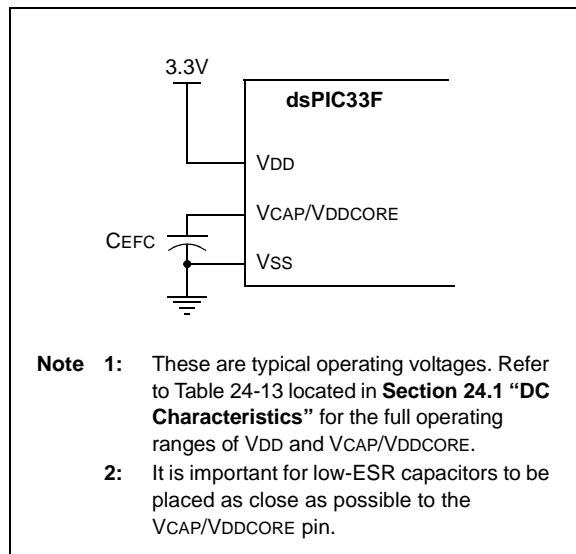 3.3V
dsPIC33F
VDD
VCAP/VDDCORE
CEFC
VSS
Note 1: These are typical operating voltages. Refer
to Table 24-13 located in Section 24.1 “DC
Characteristics” for the full operating
ranges of VDD and VCAP/VDDCORE.
2: It is important for low-ESR capacitors to be
placed as close as possible to the
VCAP/VDDCORE pin.